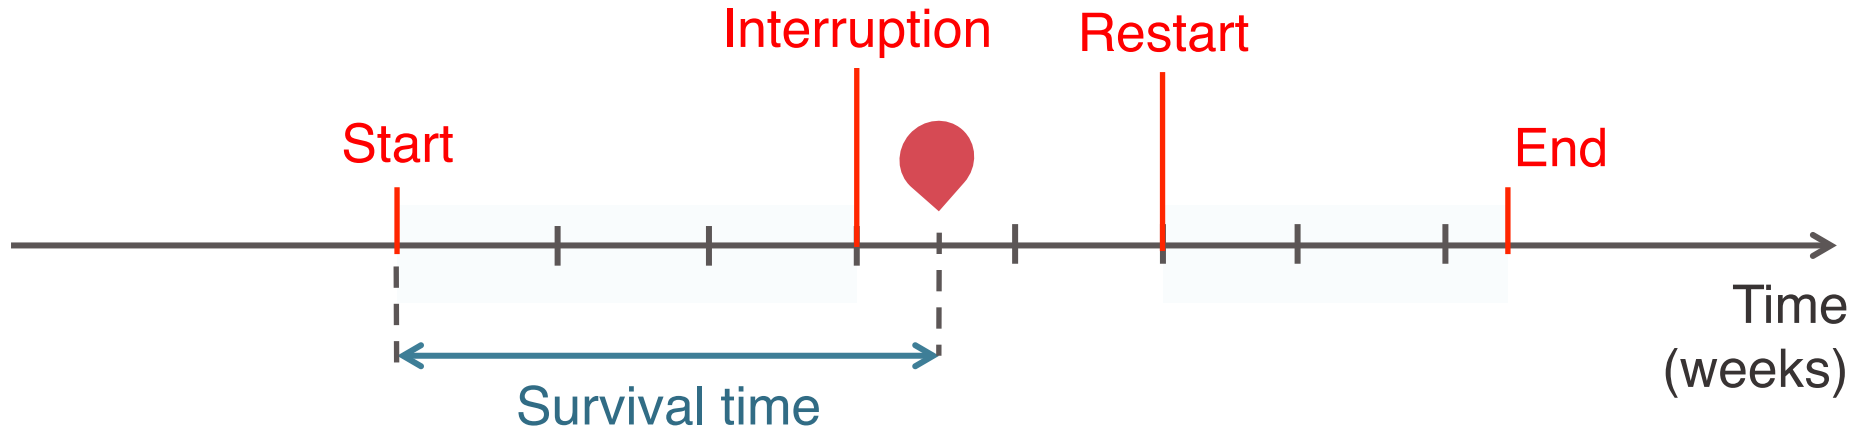 Interruption
Restart
Start
End
Time
(weeks)
Survival time